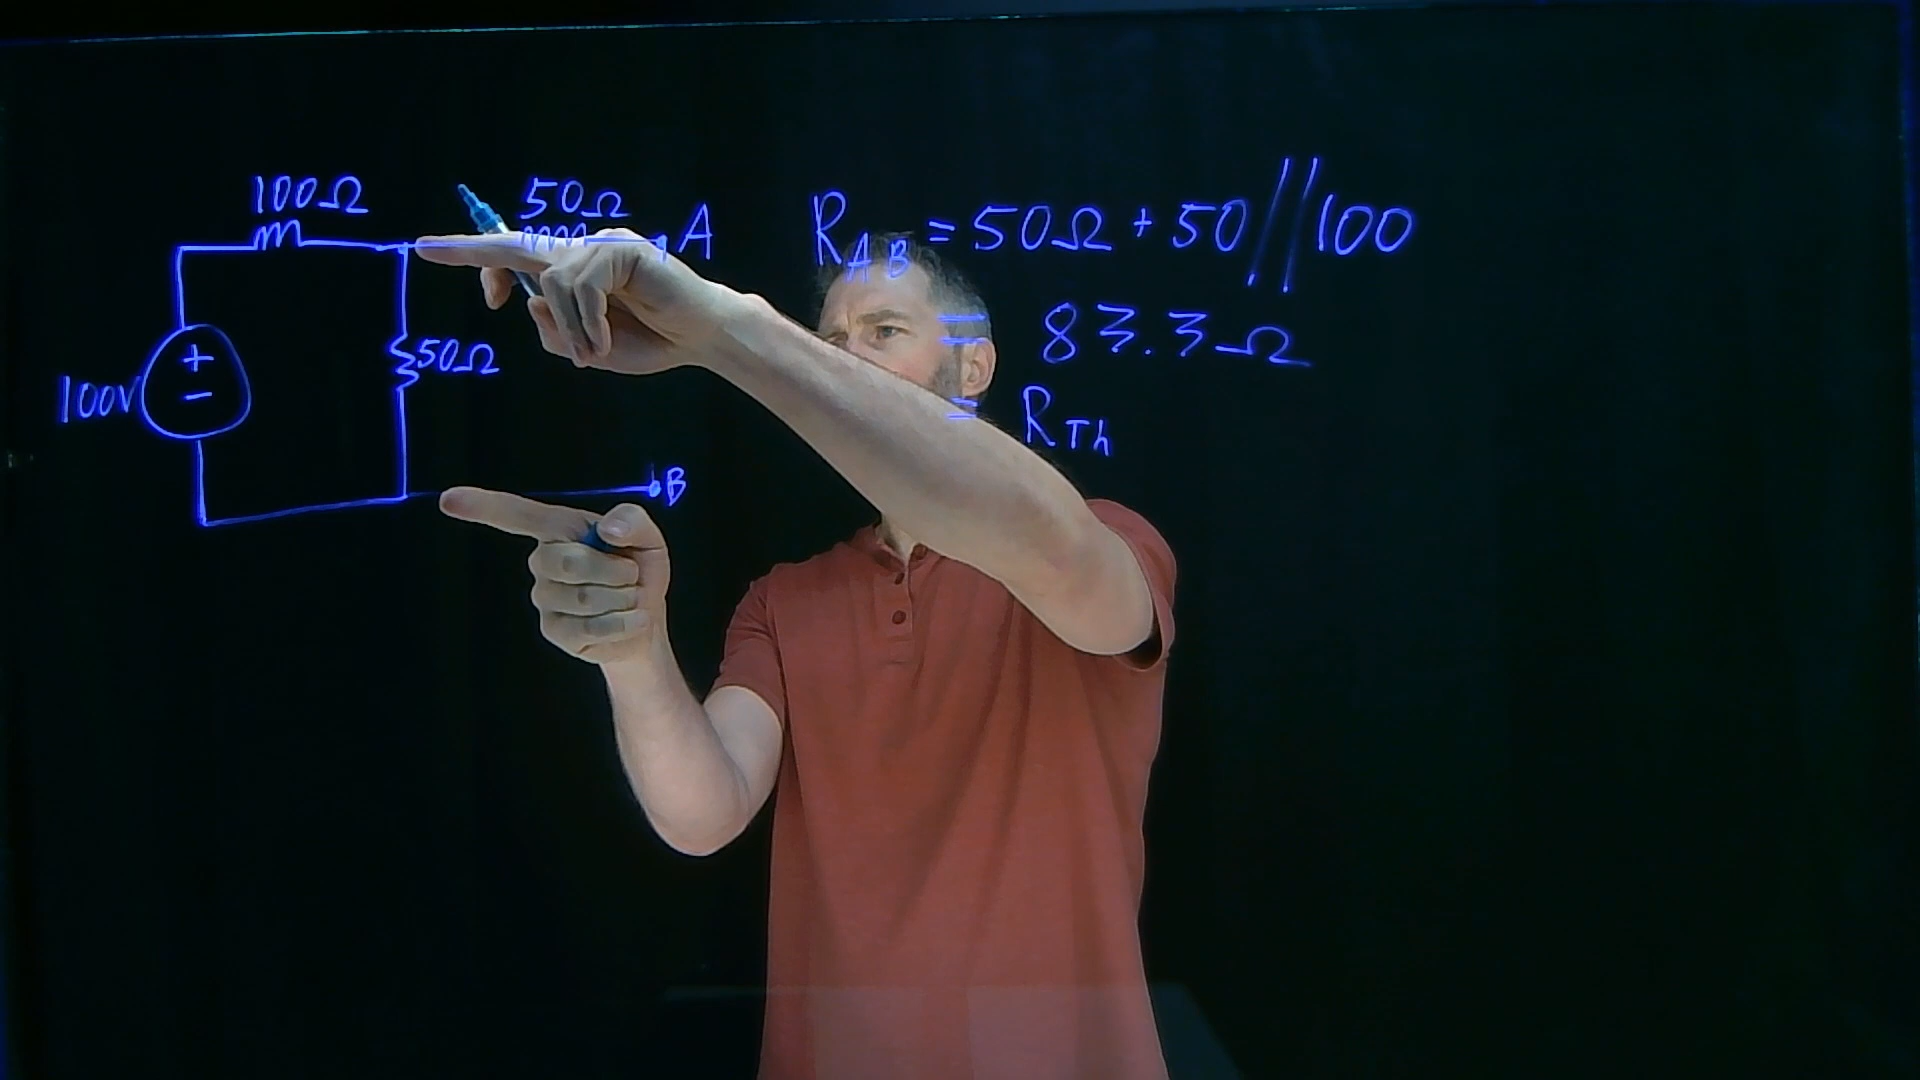 100Ω
50Ω
A
R_AB = 50Ω + 50 // 100
+
-
100V
50Ω
= 83.3Ω
= R_Th
B